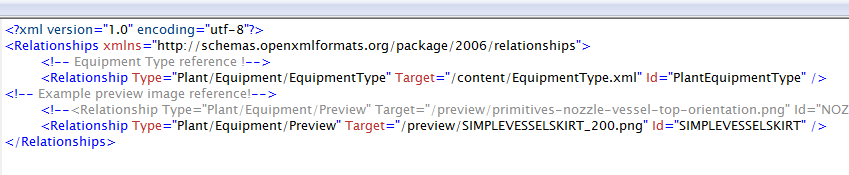 <?xml version="1.0" encoding="utf-8"?>
<Relationships xmlns="http://schemas.openxmlformats.org/package/2006/relationships">
<!-- Equipment Type reference !-->
<Relationship Type="Plant/Equipment/EquipmentType" Target="/content/EquipmentType.xml" Id="PlantEquipmentType" />
<!-- Example preview image reference!-->
<!--<Relationship Type="Plant/Equipment/Preview" Target="/preview/primitives-nozzle-vessel-top-orientation.png" Id="NOZ
<Relationship Type="Plant/Equipment/Preview" Target="/preview/SIMPLEVESSELSKIRT_200.png" Id="SIMPLEVESSELSKIRT" />
</Relationships>